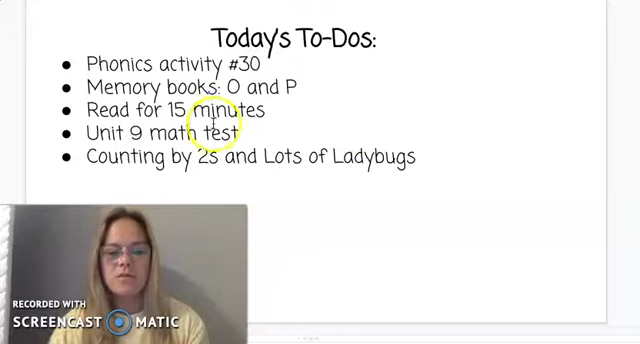 Today's To-Dos:
● Phonics activity #30
● Memory books: O and P
● Read for 15 minutes
● Unit 9 math test
● Counting by 2s and Lots of Ladybugs
RECORDED WITH
SCREENCAST MATIC